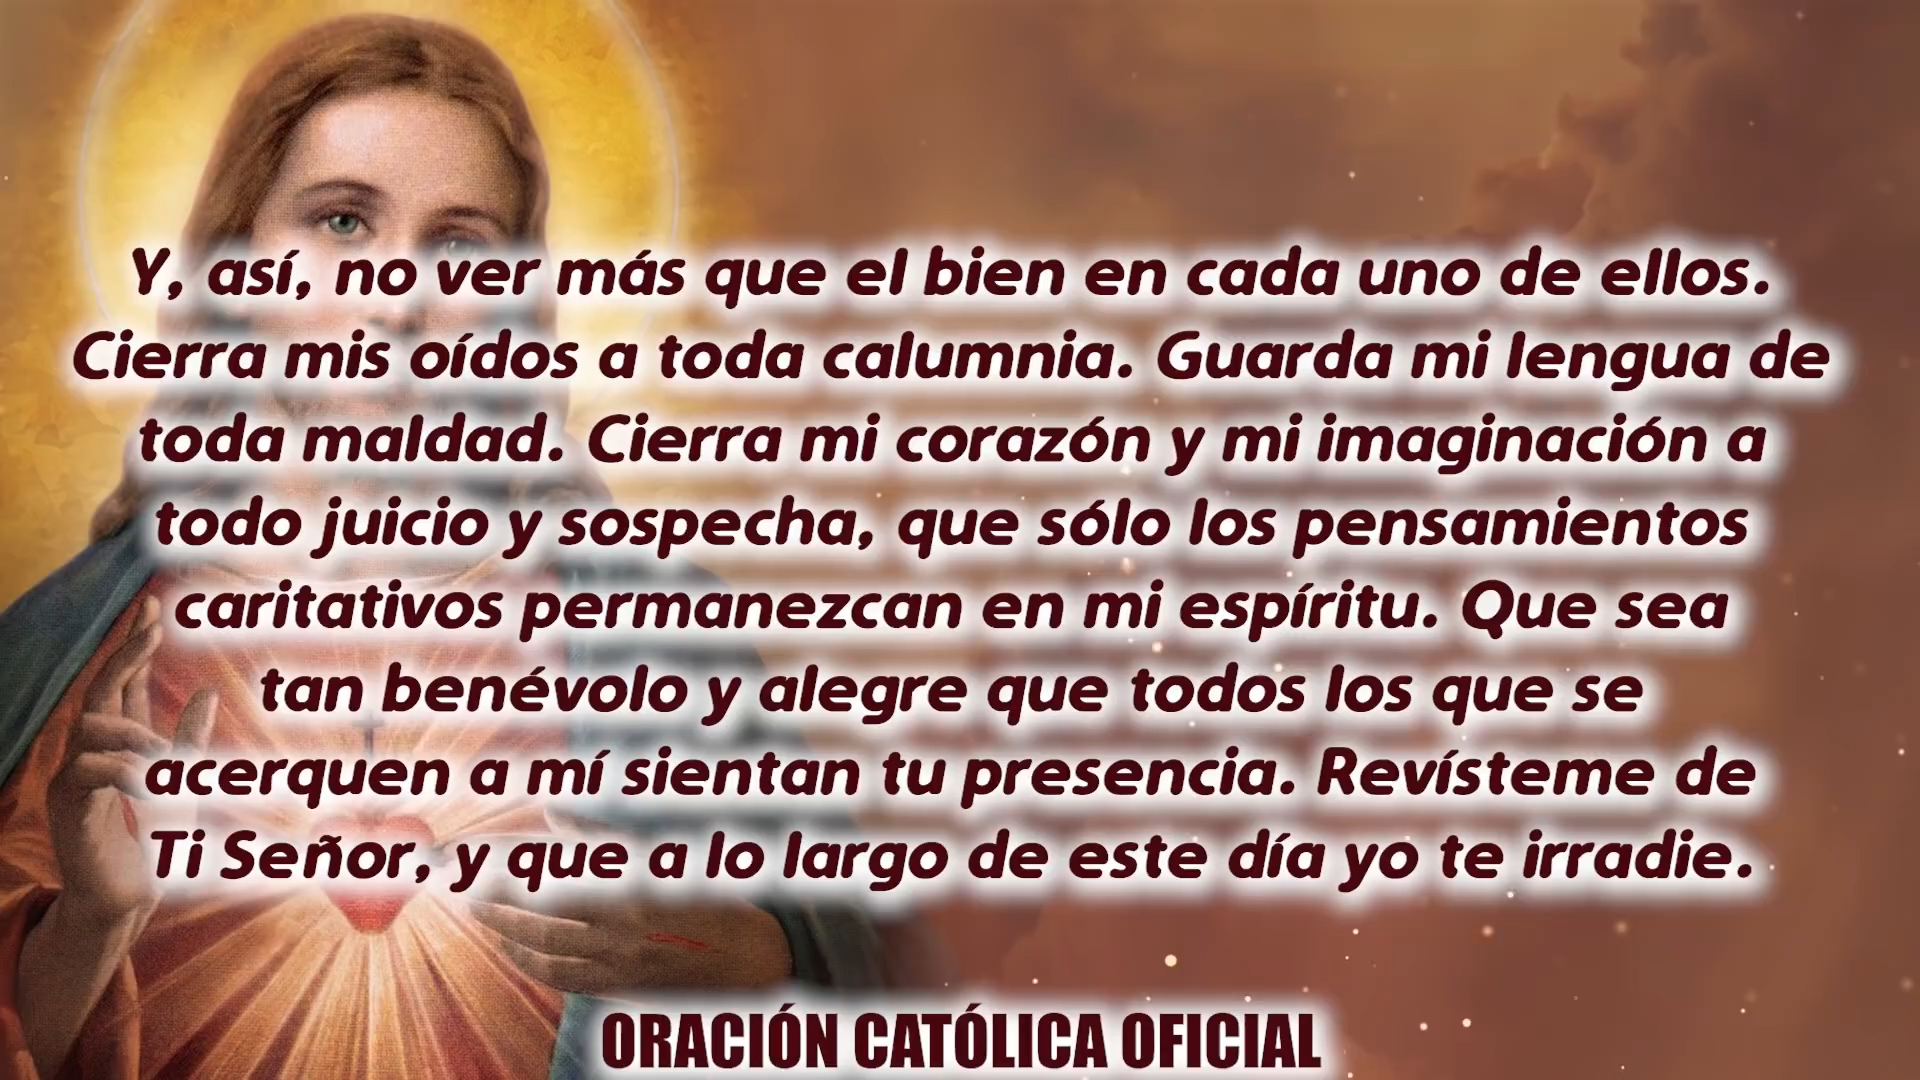 Y, así, no ver más que el bien en cada uno de ellos.
Cierra mis oídos a toda calumnia. Guarda mi lengua de
toda maldad. Cierra mi corazón y mi imaginación a
todo juicio y sospecha, que sólo los pensamientos
caritativos permanezcan en mi espíritu. Que sea
tan benévolo y alegre que todos los que se
acerquen a mí sientan tu presencia. Revísteme de
Ti Señor, y que a lo largo de este día yo te irradie.
ORACIÓN CATÓLICA OFICIAL